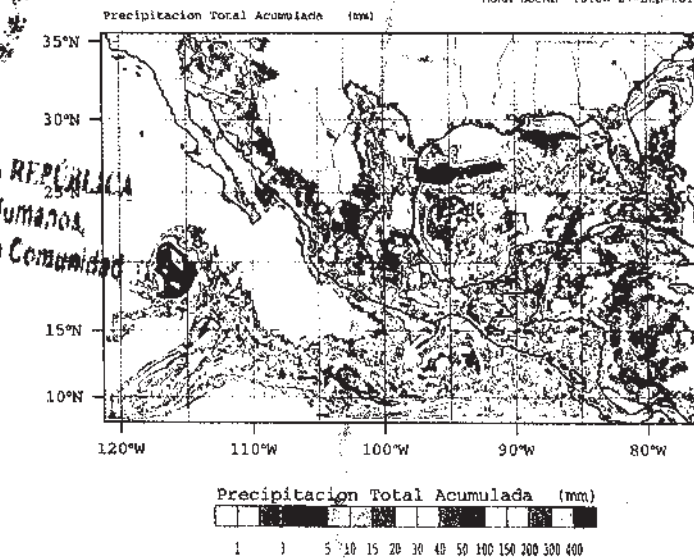 Precipitacion Total Acumulada (mm)
35°N
30°N
25°N
REPÚBLICA
Humanos,
Comunidad
15°N
10°N
120°W 110°W 100°W 90°W 80°W
Precipitacion Total Acumulada (mm)
1 3 5 10 15 20 30 40 50 100 150 200 300 400